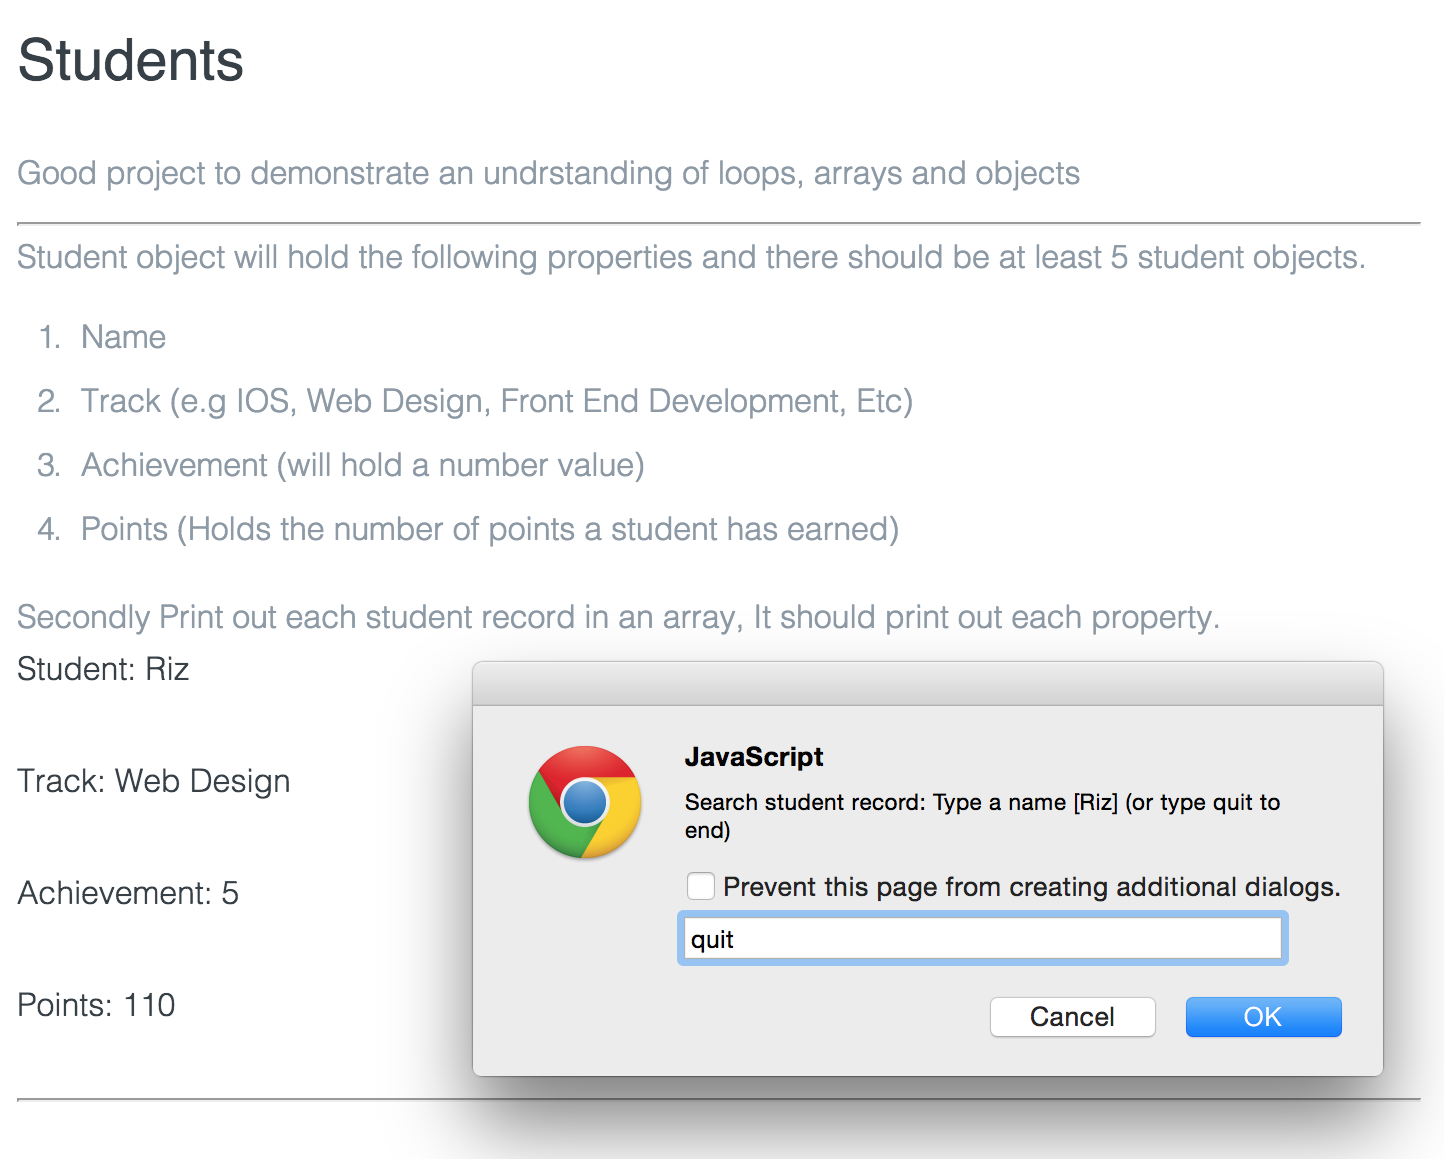 Students
Good project to demonstrate an undrstanding of loops, arrays and objects
Student object will hold the following properties and there should be at least 5 student objects.
1. Name
2. Track (e.g IOS, Web Design, Front End Development, Etc)
3. Achievement (will hold a number value)
4. Points (Holds the number of points a student has earned)
Secondly Print out each student record in an array, It should print out each property.
Student: Riz
Track: Web Design
Achievement: 5
Points: 110
JavaScript
Search student record: Type a name [Riz] (or type quit to
end)
Prevent this page from creating additional dialogs.
quit
Cancel
OK